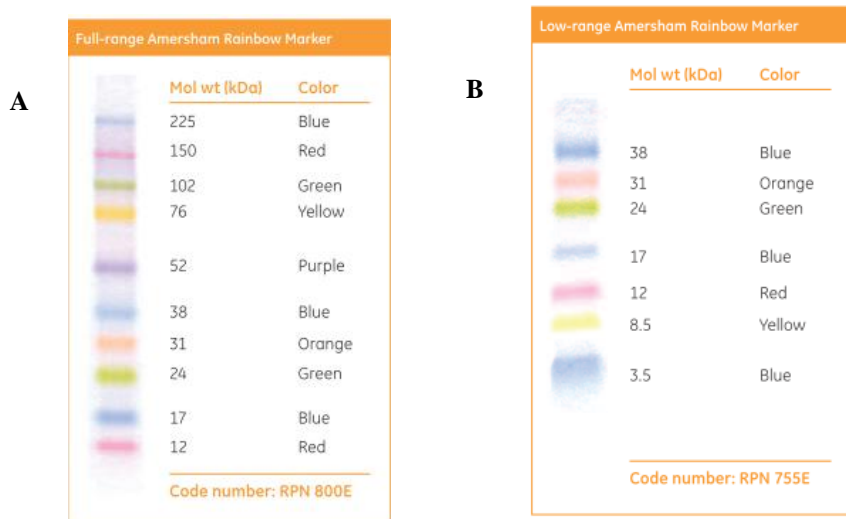 A
Full-range Amersham Rainbow Marker
Mol wt (kDa) Color
225 Blue
150 Red
102 Green
76 Yellow
52 Purple
38 Blue
31 Orange
24 Green
17 Blue
12 Red
Code number: RPN 800E
B
Low-range Amersham Rainbow Marker
Mol wt (kDa) Color
38 Blue
31 Orange
24 Green
17 Blue
12 Red
8.5 Yellow
3.5 Blue
Code number: RPN 755E